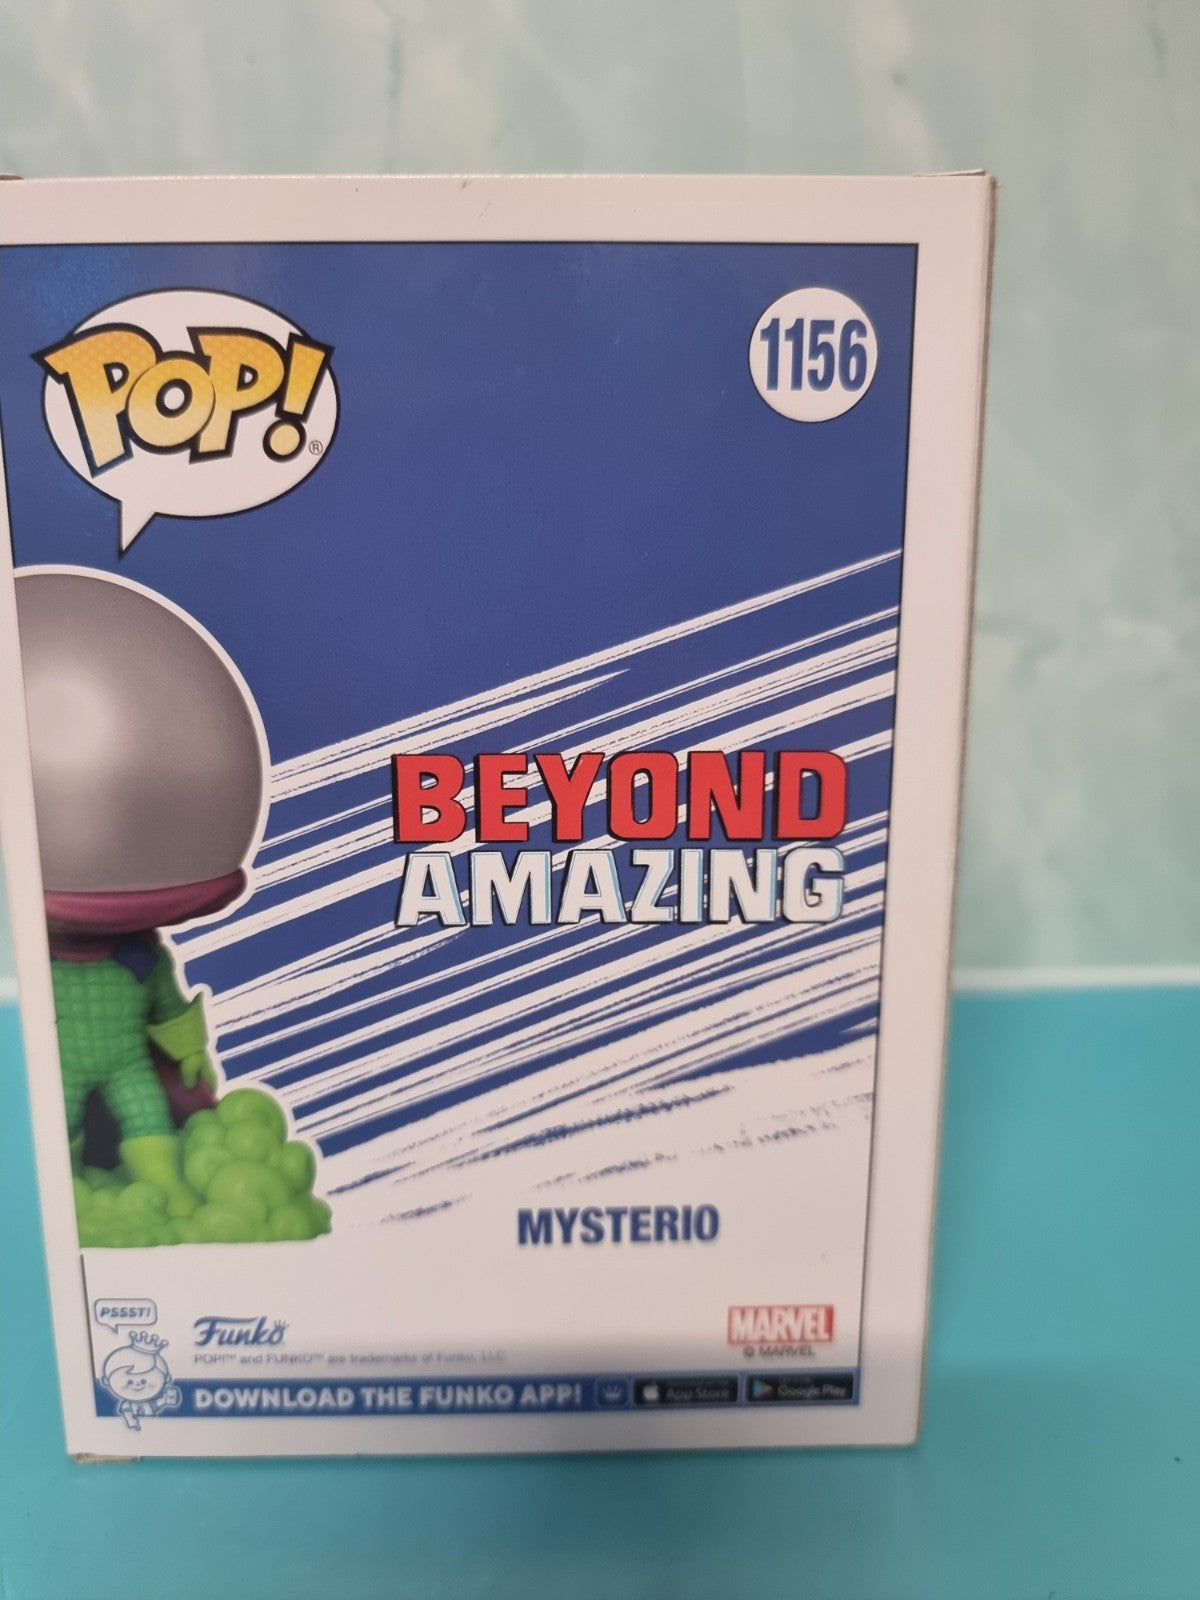 POP!
®
1156
BEYOND
AMAZING
MYSTERIO
PSSST!
Funko
POP!™ and FUNKO™ are trademarks of Funko, LLC
MARVEL
© MARVEL
DOWNLOAD THE FUNKO APP!
App Store
Google Play